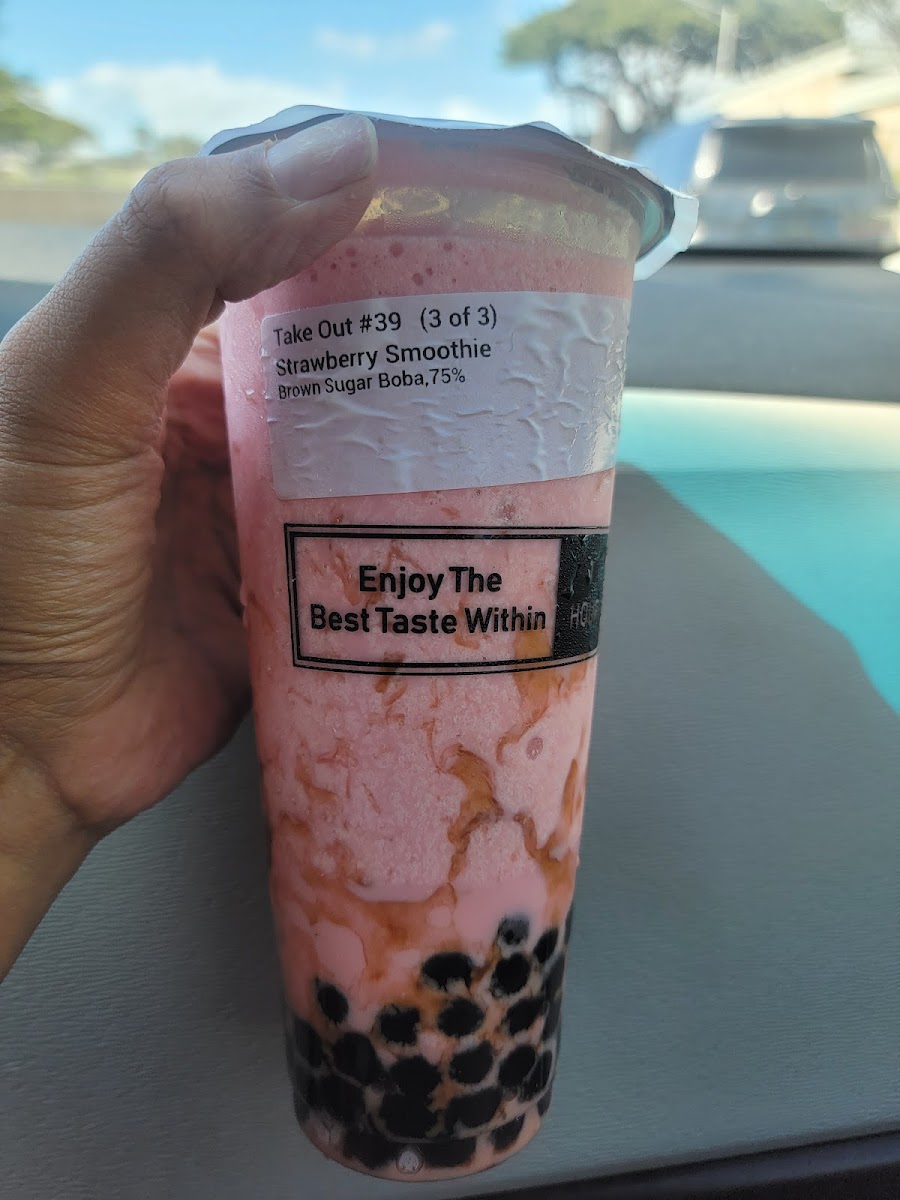 Take Out #39 (3 of 3)
Strawberry Smoothie
Brown Sugar Boba,75%
Enjoy The
Best Taste Within